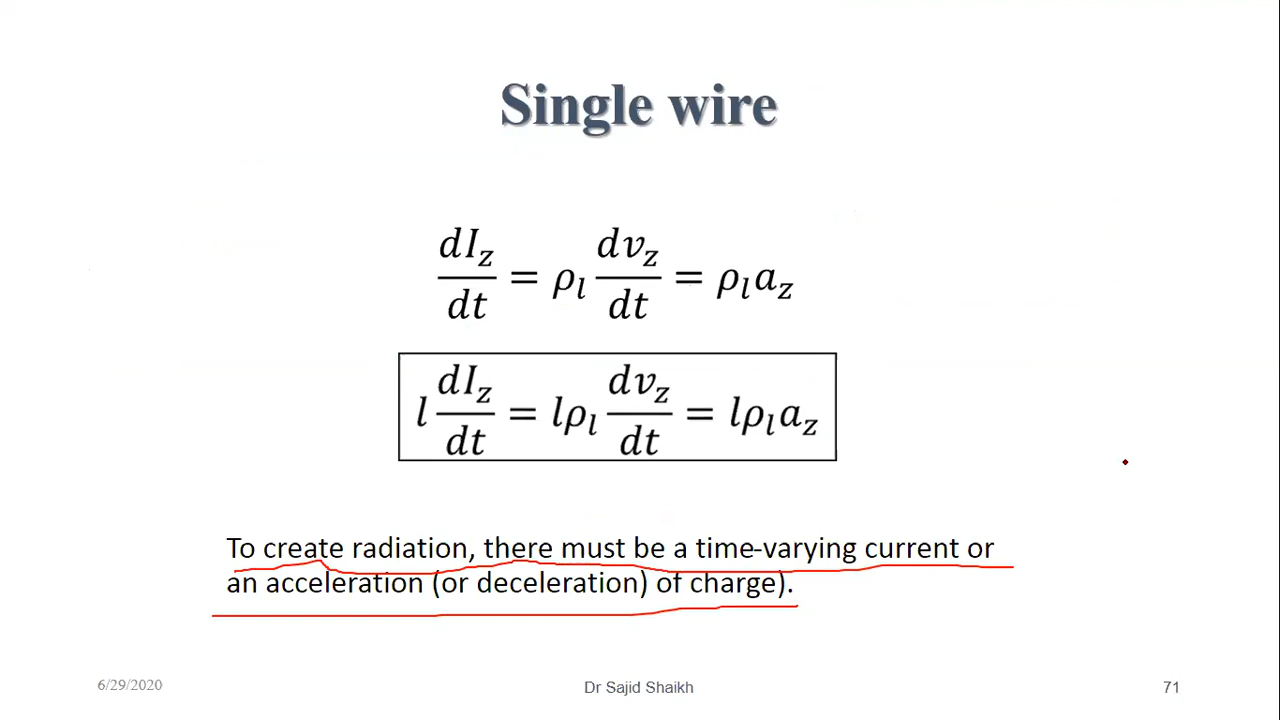 Single wire
dI_z/dt = ρ_l dv_z/dt = ρ_l a_z
l dI_z/dt = lρ_l dv_z/dt = lρ_l a_z
To create radiation, there must be a time-varying current or
an acceleration (or deceleration) of charge).
6/29/2020 Dr Sajid Shaikh 71